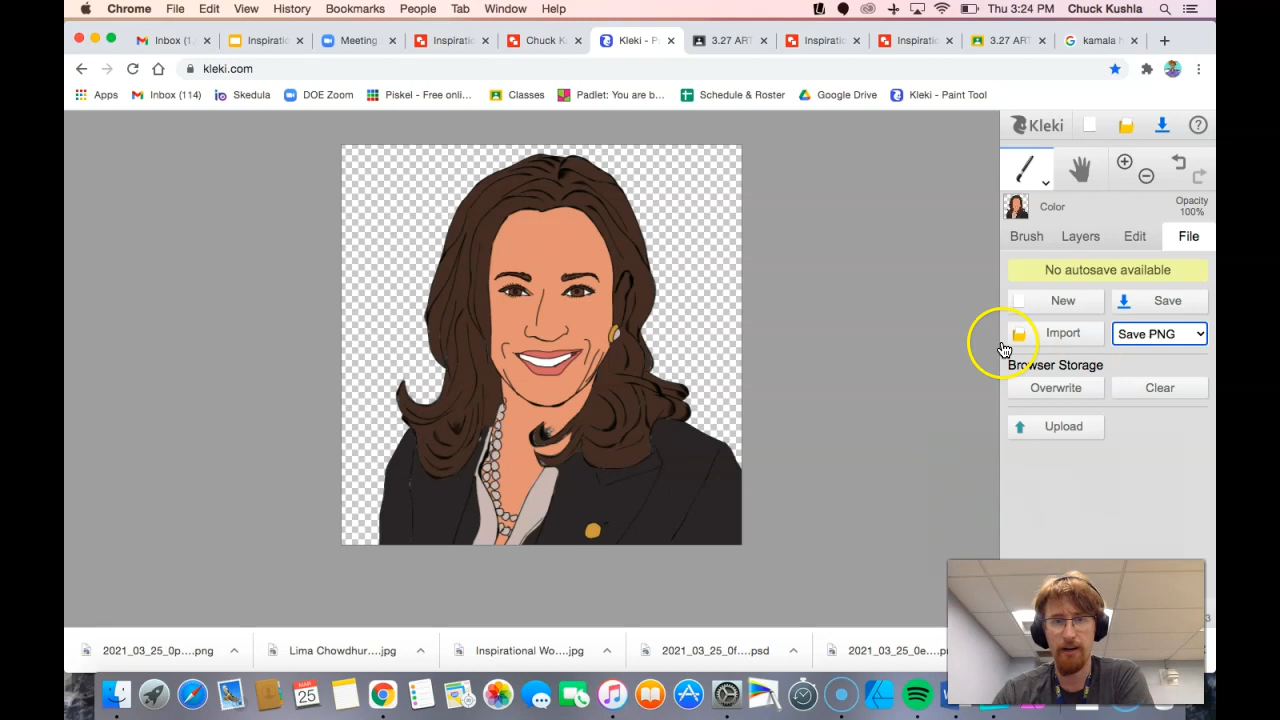 Chrome File Edit View History Bookmarks People Tab Window Help Thu 3:24 PM Chuck Kushla
Inbox (1 Inspiratio Meeting Inspiratio Chuck K Kleki - P 3.27 ART Inspiratio Inspiratio 3.27 ART kamala h
kleki.com
Apps Inbox (114) Skedula DOE Zoom Piskel - Free onli... Classes Padlet: You are b... Schedule & Roster Google Drive Kleki - Paint Tool
Kleki
Color
Opacity
100%
Brush Layers Edit File
No autosave available
New Save
Import Save PNG
Browser Storage
Overwrite Clear
Upload
2021_03_25_0p....png Lima Chowdhur....jpg Inspirational Wo....jpg 2021_03_25_0f....psd
MAR
25